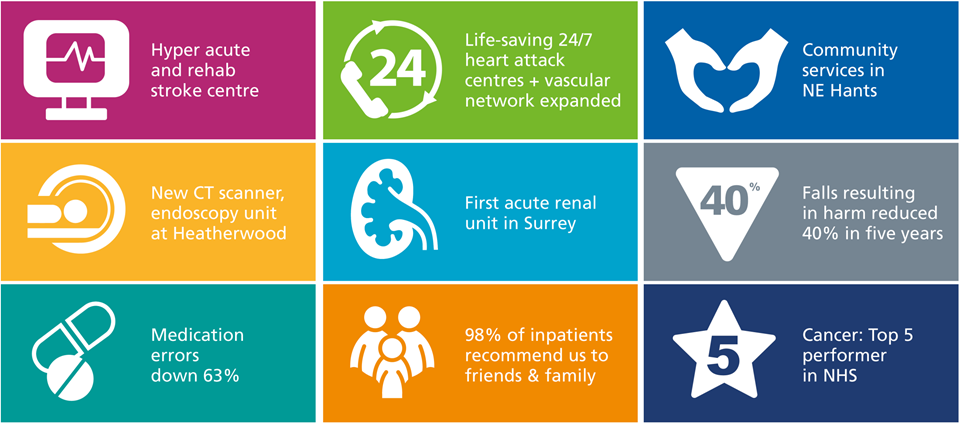 Hyper acute
and rehab
stroke centre
24
Life-saving 24/7
heart attack
centres + vascular
network expanded
Community
services in
NE Hants
New CT scanner,
endoscopy unit
at Heatherwood
First acute renal
unit in Surrey
40%
Falls resulting
in harm reduced
40% in five years
Medication
errors
down 63%
98% of inpatients
recommend us to
friends & family
5
Cancer: Top 5
performer
in NHS